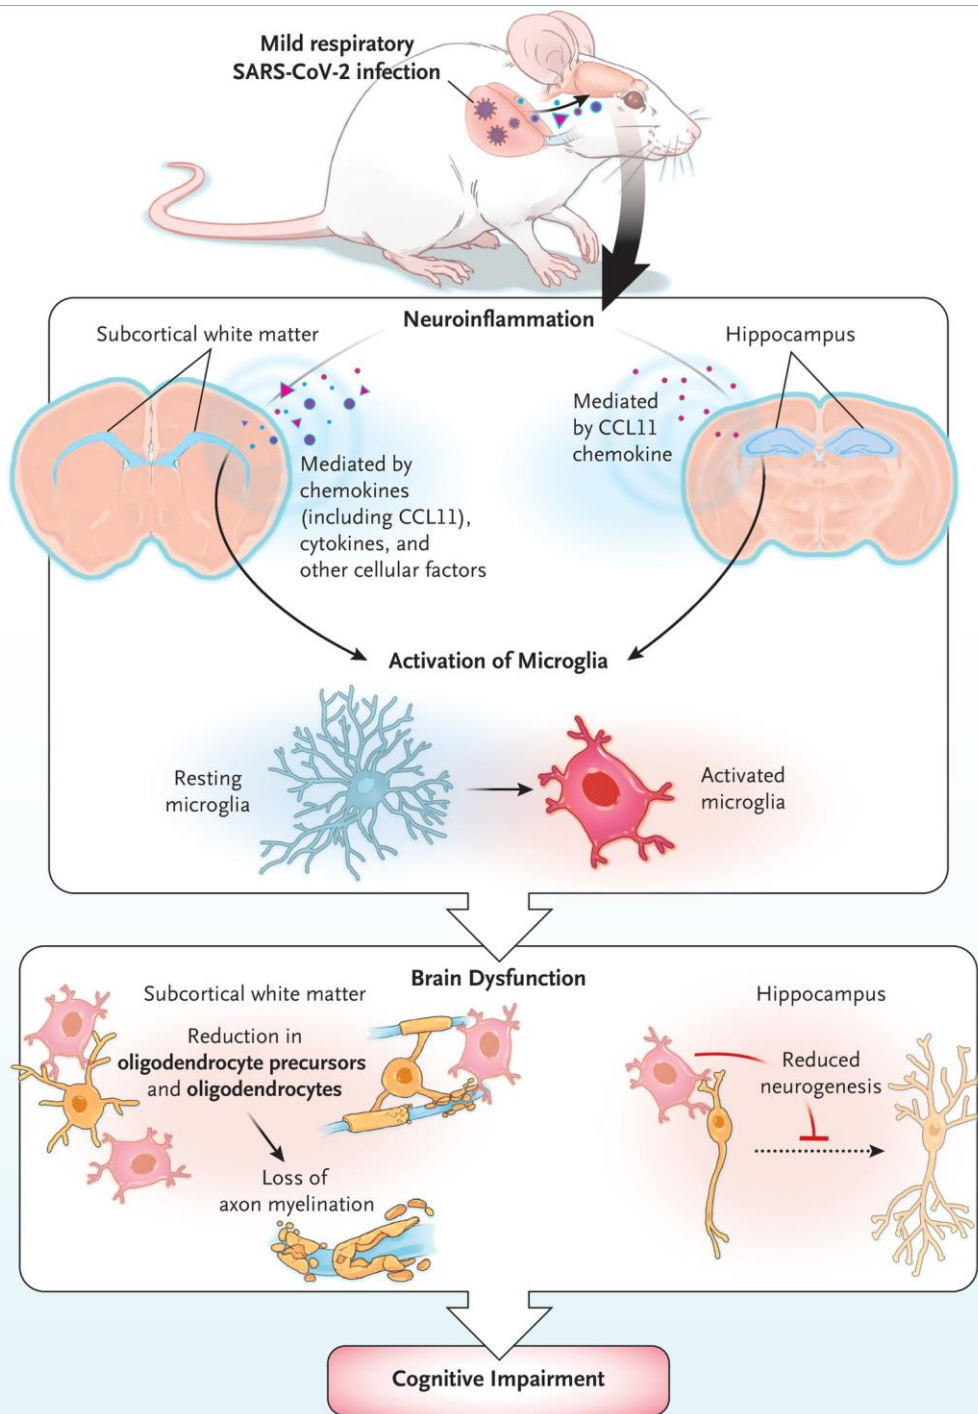 Mild respiratory
SARS-CoV-2 infection
Neuroinflammation
Subcortical white matter
Hippocampus
Mediated by
chemokines
(including CCL11),
cytokines, and
other cellular factors
Mediated
by CCL11
chemokine
Activation of Microglia
Resting
microglia
Activated
microglia
Brain Dysfunction
Subcortical white matter
Reduction in
oligodendrocyte precursors
and oligodendrocytes
Loss of
axon myelination
Hippocampus
Reduced
neurogenesis
Cognitive Impairment